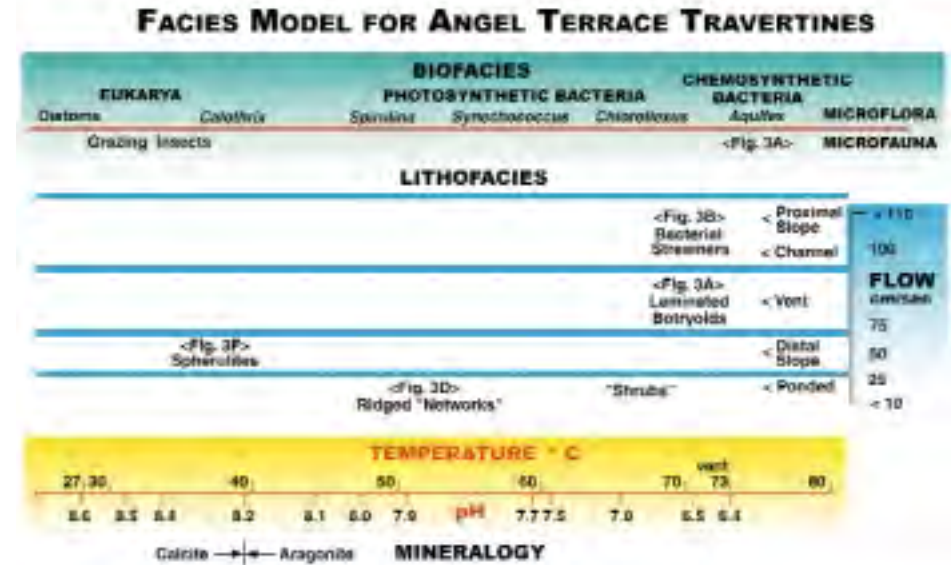 FACIES MODEL FOR ANGEL TERRACE TRAVERTINES
BIOFACIES
EUKARYA PHOTOSYNTHETIC BACTERIA CHEMOSYNTHETIC BACTERIA
Diatoms Calothrix Spirulina Synechococcus Chloroflexus Aquifex MICROFLORA
Grazing Insects <Fig. 3A> MICROFAUNA
LITHOFACIES
<Fig. 3B> < Proximal
Bacterial Slope
Streamers < Channel 100
<Fig. 3A> FLOW
Laminated < Vent cm/sec
Botryoids 75
<Fig. 3F> < Distal 50
Spherulites Slope
<Fig. 3D> "Shrubs" < Ponded 25
Ridged "Networks" < 10
TEMPERATURE ° C
vent
27 30 40 50 60 70 73 80
8.5 8.4 8.2 8.1 8.0 7.9 pH 7.7 7.5 7.0 6.5 6.4
Calcite Aragonite MINERALOGY